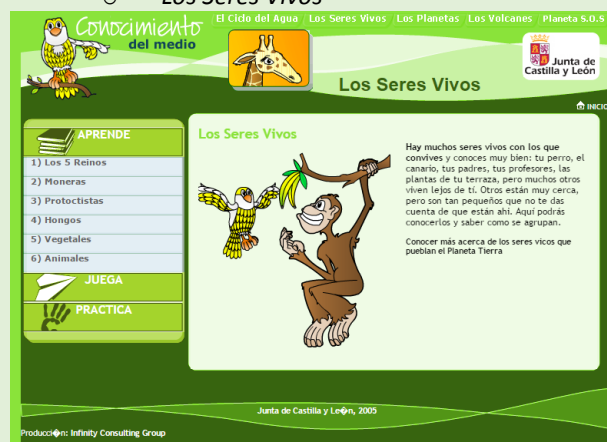 ○ Los Seres Vivos
Conocimiento
del medio
El Ciclo del Agua / Los Seres Vivos / Los Planetas / Los Volcanes / Planeta S.O.S
Junta de
Castilla y León
Los Seres Vivos
INICIO
APRENDE
1) Los 5 Reinos
2) Moneras
3) Protoctistas
4) Hongos
5) Vegetales
6) Animales
JUEGA
PRACTICA
Los Seres Vivos
Hay muchos seres vivos con los que
convives y conoces muy bien: tu perro, el
canario, tus padres, tus profesores, las
plantas de tu terraza, pero muchos otros
viven lejos de tí. Otros están muy cerca,
pero son tan pequeños que no te das
cuenta de que están ahi. Aquí podrás
conocerlos y saber como se agrupan.
Conocer más acerca de los seres vicos que
pueblan el Planeta Tierra
Junta de Castilla y Le�n, 2005
Producci�n: Infinity Consulting Group